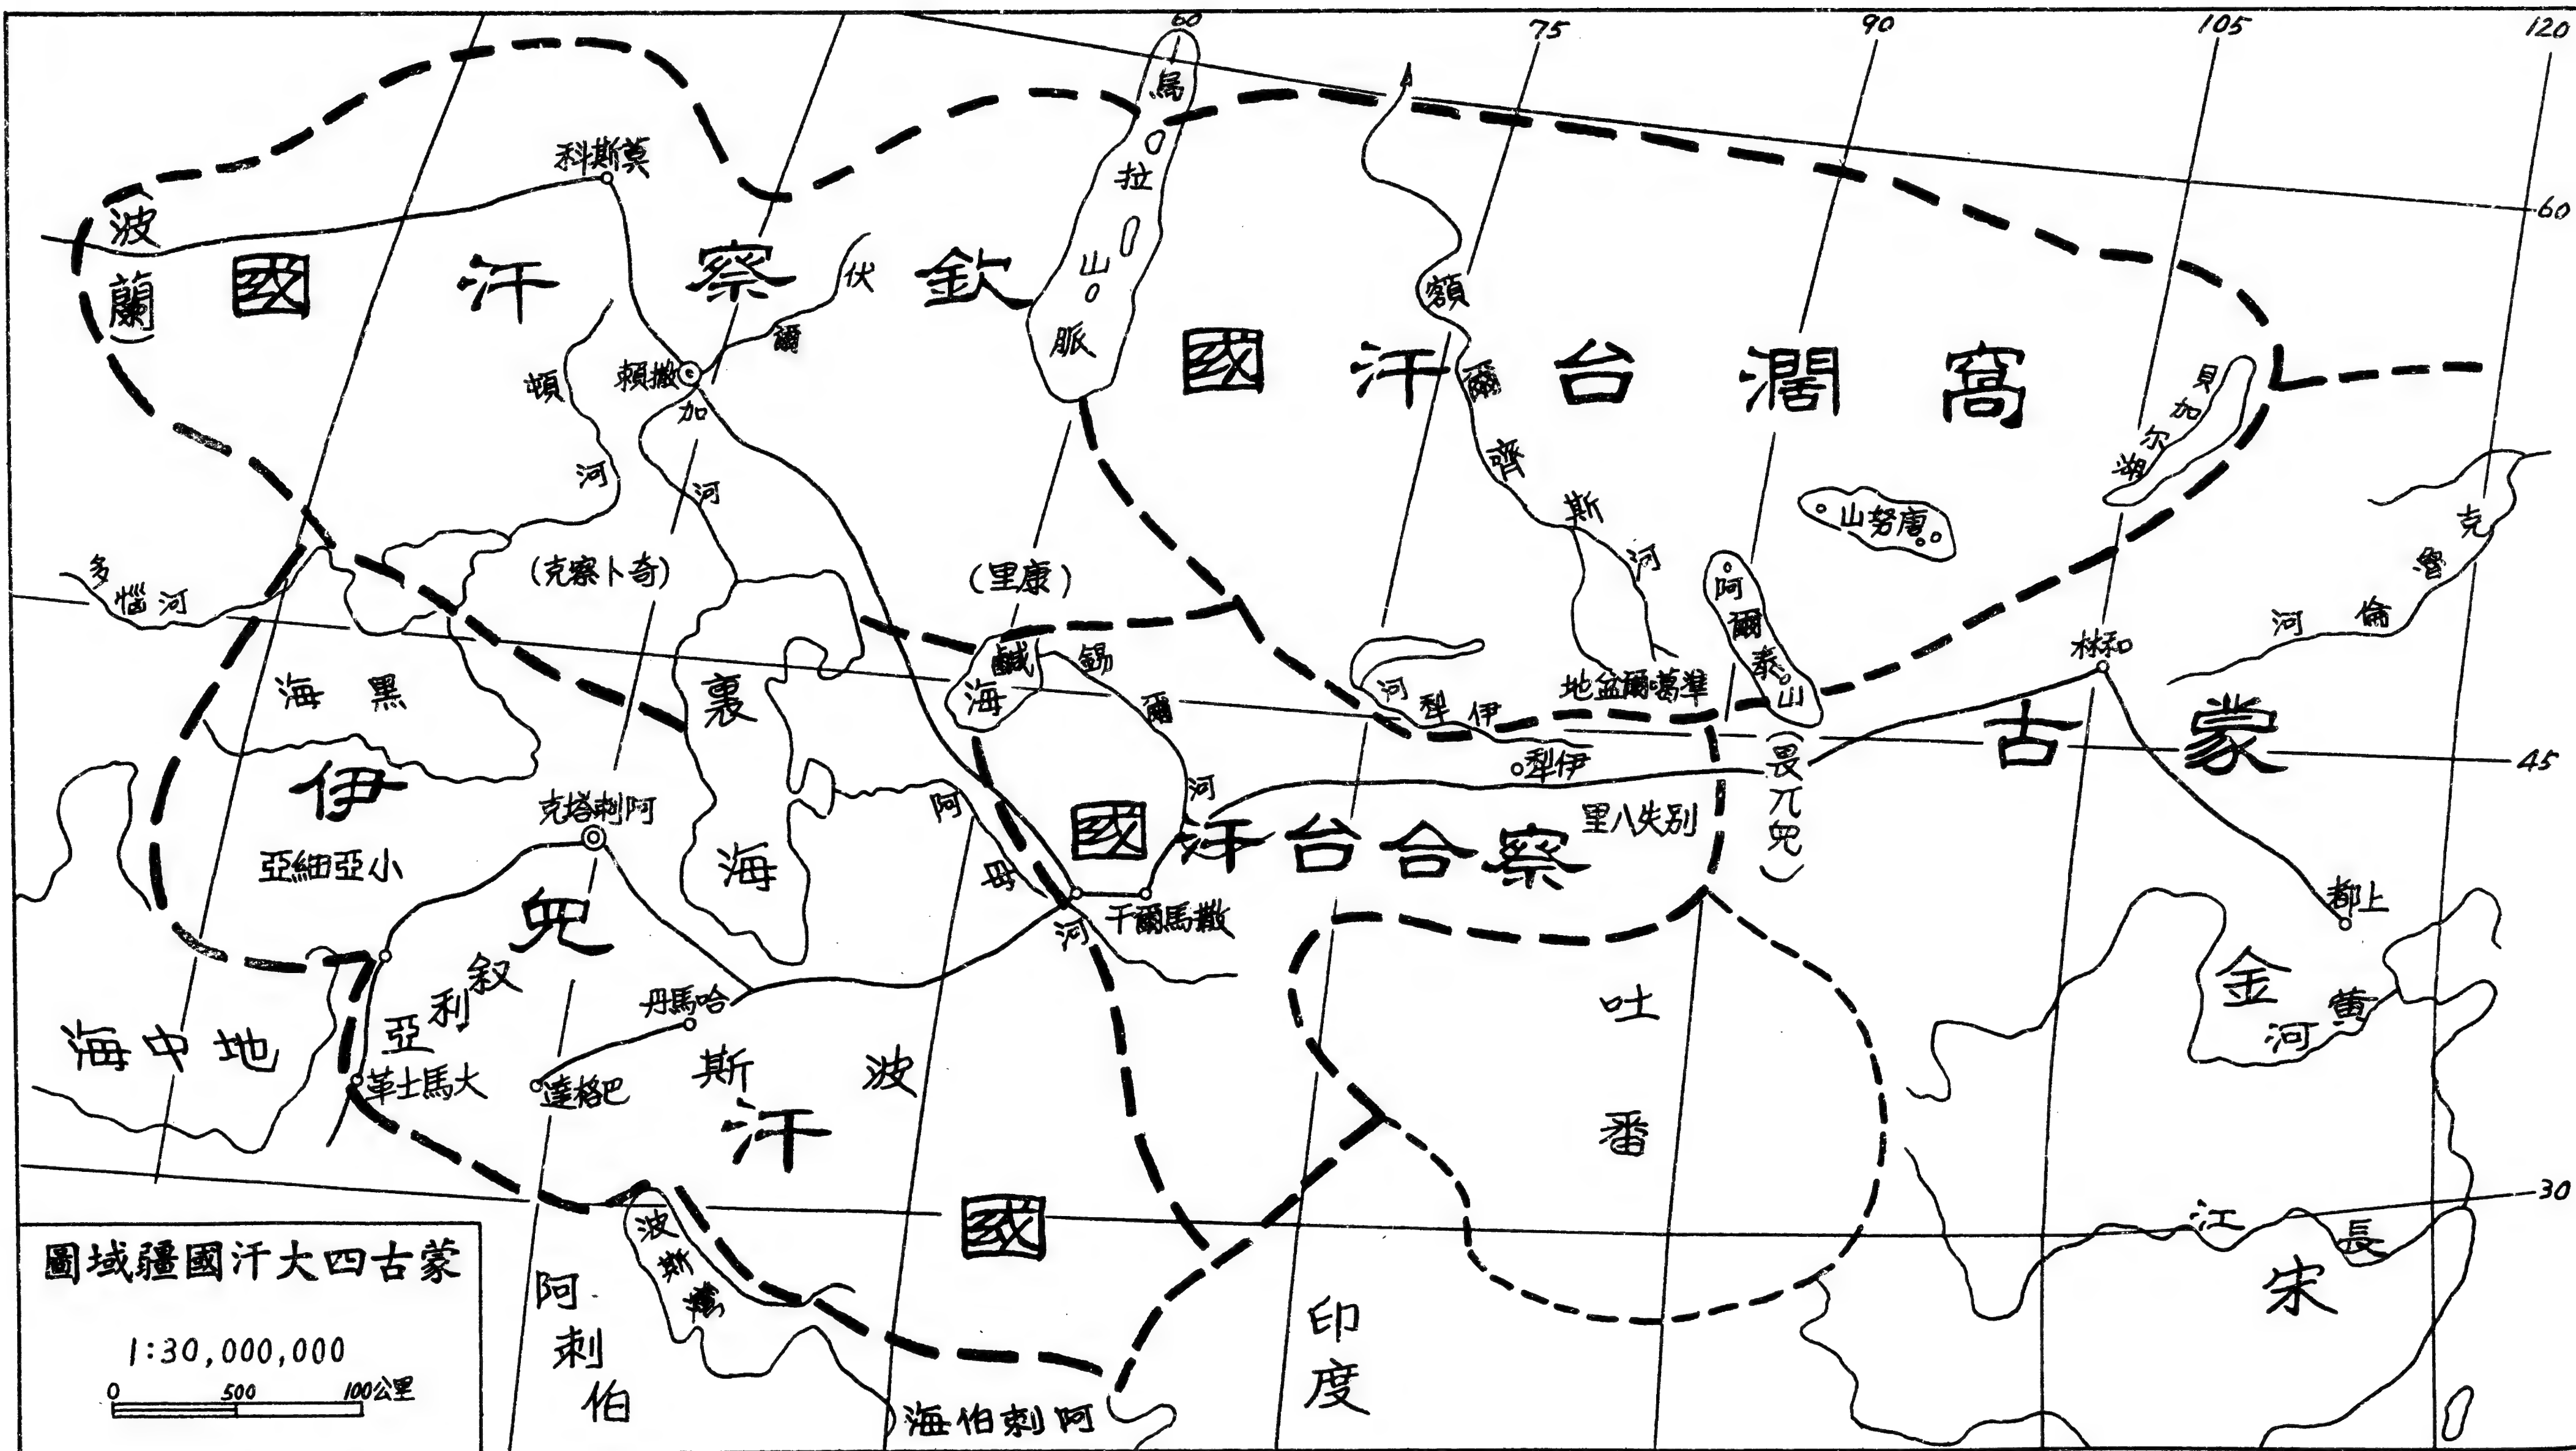 蒙古四大汗國疆域圖
1:30,000,000
0 500 100公里
60
75
90
105
120
60
45
30
欽察汗國
窩濶台汗國
察合台汗國
伊兒汗國
蒙古
金
宋
吐番
印度
阿剌伯
阿剌伯海
波斯灣
波斯
叙利亞
小亞細亞
地中海
黑海
裏海
鹹海
(波蘭)
莫斯科
撒賴
伏爾加河
頓河
多惱河
(奇卜察克)
(康里)
烏拉山脈
額爾齊斯河
貝加尔湖
唐努山
阿爾泰山
準噶爾盆地
伊犁河
伊犁
別失八里
(畏兀兒)
錫爾河
阿母河
撒馬爾干
阿剌塔克
哈馬丹
巴格達
大馬士革
和林
上都
克魯倫河
黄河
長江